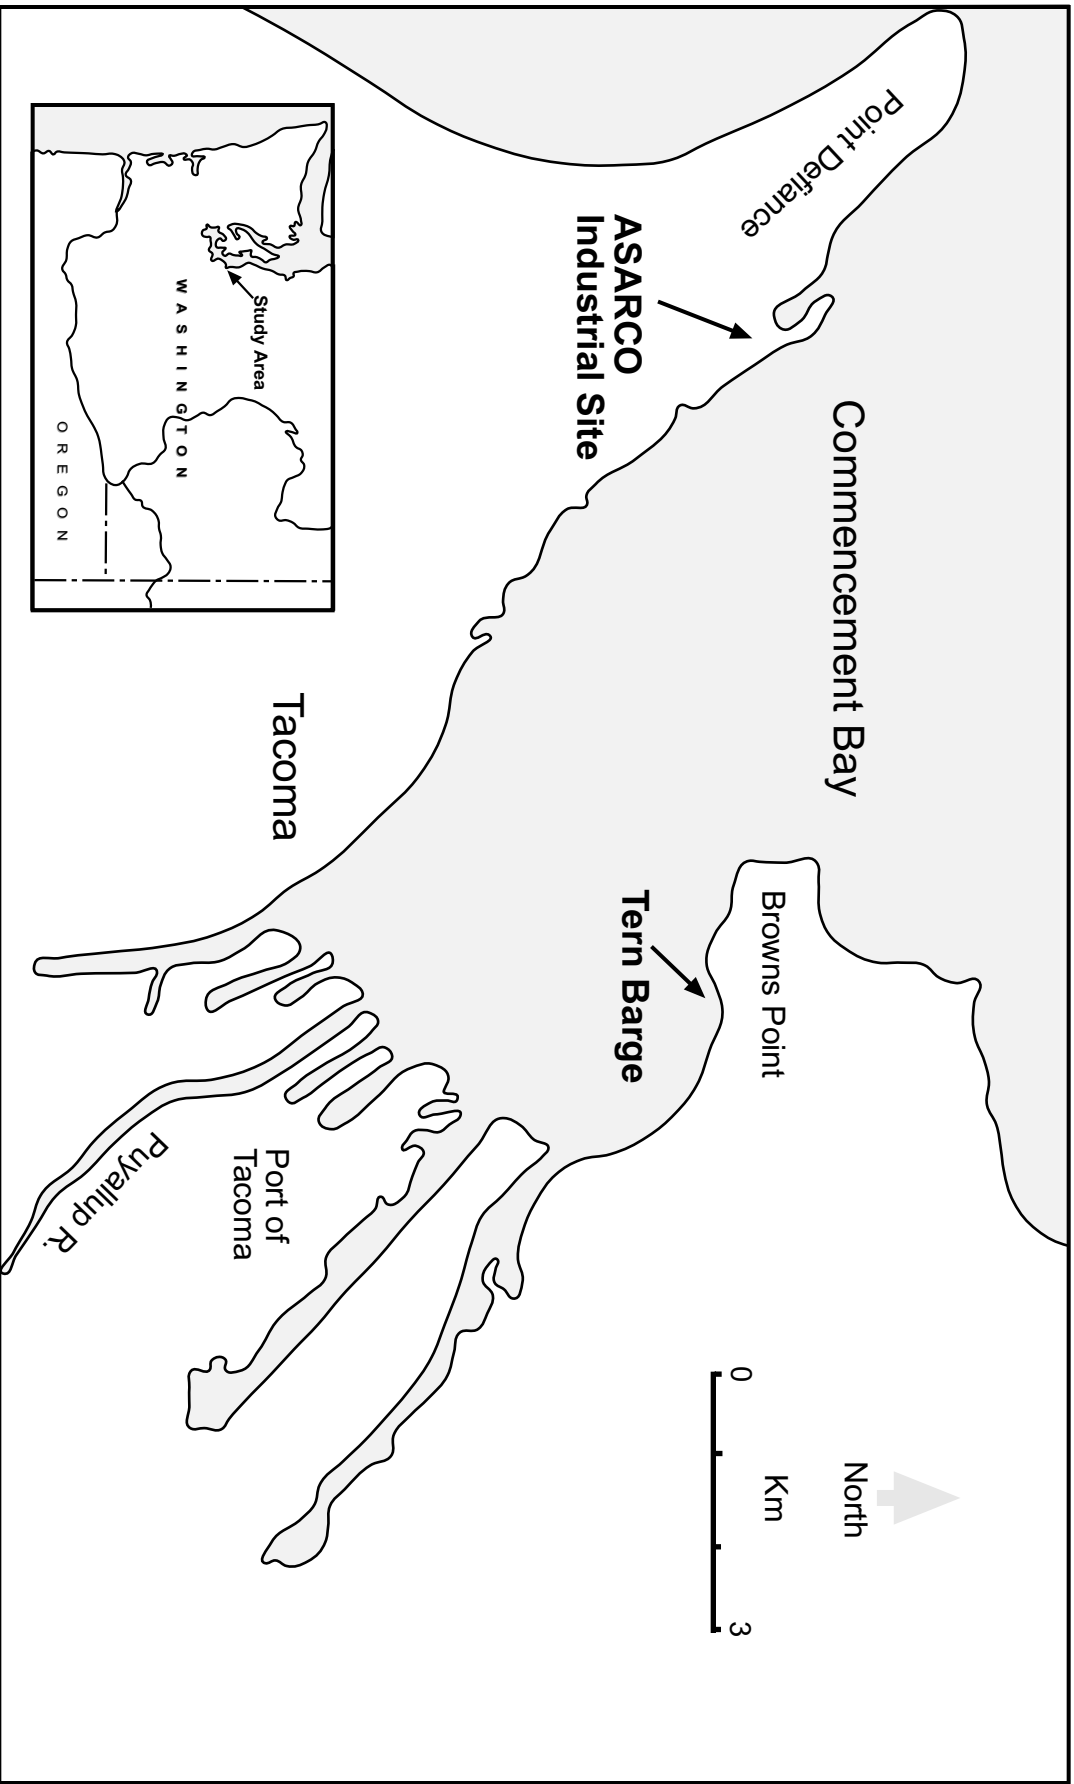 Point Defiance
Commencement Bay
ASARCO
Industrial Site
Browns Point
Tern Barge
North
Km
0
3
Tacoma
Port of
Tacoma
Puyallup R.
Study Area
WASHINGTON
OREGON